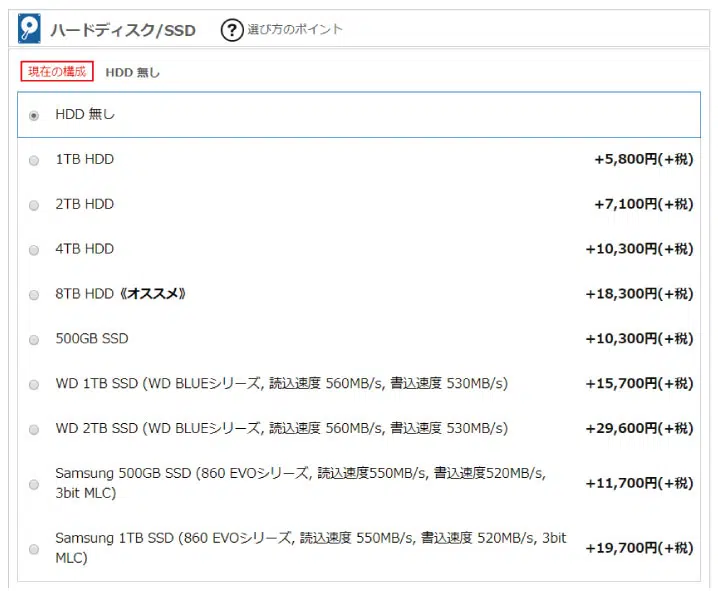 ハードディスク/SSD ? 選び方のポイント
現在の構成 HDD 無し
HDD 無し
1TB HDD +5,800円(+税)
2TB HDD +7,100円(+税)
4TB HDD +10,300円(+税)
8TB HDD 《オススメ》 +18,300円(+税)
500GB SSD +10,300円(+税)
WD 1TB SSD (WD BLUEシリーズ, 読込速度 560MB/s, 書込速度 530MB/s) +15,700円(+税)
WD 2TB SSD (WD BLUEシリーズ, 読込速度 560MB/s, 書込速度 530MB/s) +29,600円(+税)
Samsung 500GB SSD (860 EVOシリーズ, 読込速度550MB/s, 書込速度520MB/s,
3bit MLC) +11,700円(+税)
Samsung 1TB SSD (860 EVOシリーズ, 読込速度 550MB/s, 書込速度 520MB/s, 3bit
MLC) +19,700円(+税)